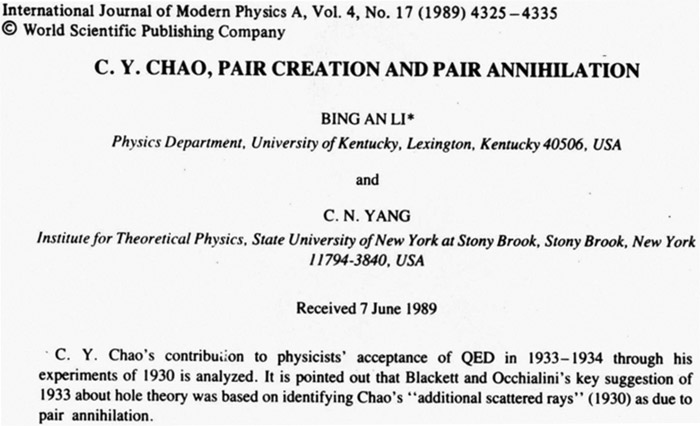 International Journal of Modern Physics A, Vol. 4, No. 17 (1989) 4325–4335
© World Scientific Publishing Company
C. Y. CHAO, PAIR CREATION AND PAIR ANNIHILATION
BING AN LI*
Physics Department, University of Kentucky, Lexington, Kentucky 40506, USA
and
C. N. YANG
Institute for Theoretical Physics, State University of New York at Stony Brook, Stony Brook, New York
11794-3840, USA
Received 7 June 1989
C. Y. Chao's contribution to physicists' acceptance of QED in 1933–1934 through his
experiments of 1930 is analyzed. It is pointed out that Blackett and Occhialini's key suggestion of
1933 about hole theory was based on identifying Chao's "additional scattered rays" (1930) as due to
pair annihilation.